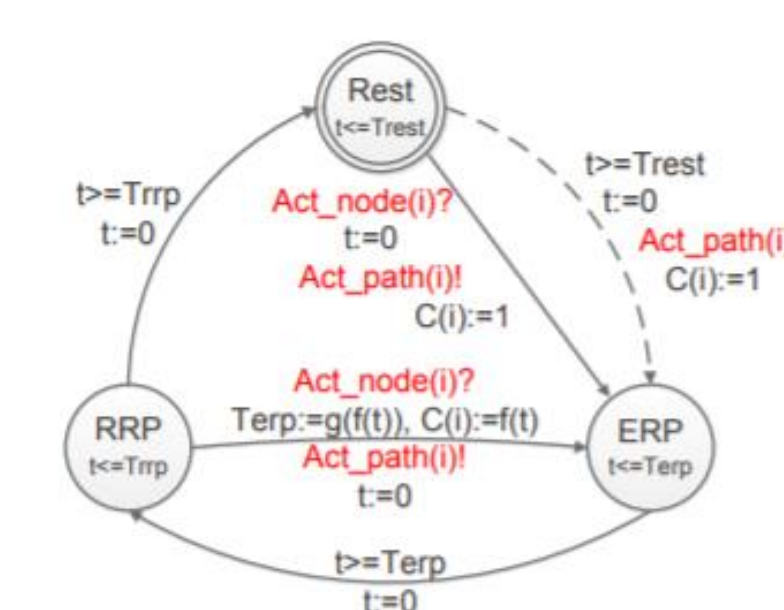 Rest
t<=Trest
t>=Trrp
t:=0
Act_node(i)?
t:=0
Act_path(i)!
C(i):=1
t>=Trest
t:=0
Act_path(i
C(i):=1
RRP
t<=Trrp
Act_node(i)?
Terp:=g(f(t)), C(i):=f(t)
Act_path(i)!
t:=0
ERP
t<=Terp
t>=Terp
t:=0